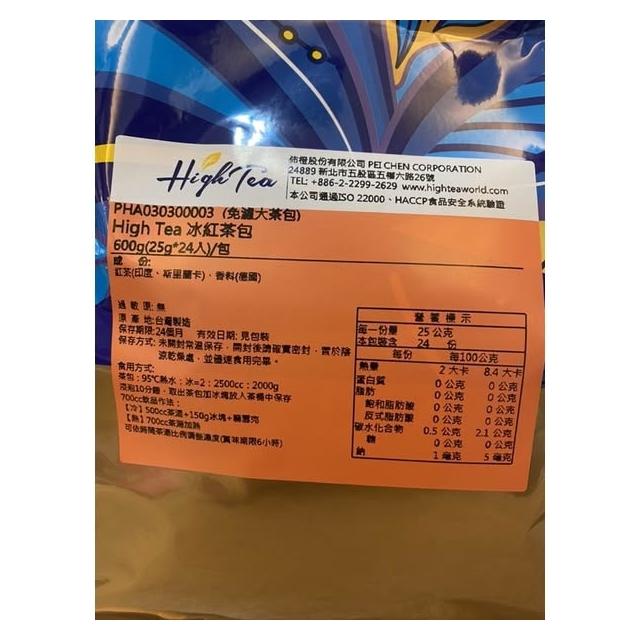 High Tea
佈橙股份有限公司 PEI CHEN CORPORATION
24889 新北市五股區五權六路26號
TEL: +886-2-2299-2629 www.highteaworld.com
本公司通過ISO 22000、HACCP食品安全系統驗證
PHA030300003 (免濾大茶包)
High Tea 冰紅茶包
600g(25g*24入)/包
成 份:
紅茶(印度、斯里蘭卡)、香料(德國)
過敏原:無
原產地:台灣製造
保存期限:24個月 有效日期:見包裝
保存方式:未開封常溫保存，開封後請確實密封，置於陰
涼乾燥處，並儘速食用完畢。
食用方式:
茶包：95℃熱水：冰=2：2500cc：2000g
浸泡10分鐘，取出茶包加冰塊放入茶桶中保存
700cc飲品作法：
【冷】500cc茶湯+150g冰塊+糖
【熱】700cc茶湯加熱
可依時間茶湯比例調整濃度(賞味期限6小時)
營養標示
每一份量 25 公克
本包裝含 24 份
每份 每100公克
熱量 2 大卡 8.4 大卡
蛋白質 0 公克 0 公克
脂肪 0 公克 0 公克
飽和脂肪酸 0 公克 0 公克
反式脂肪酸 0 公克 0 公克
碳水化合物 0.5 公克 2.1 公克
糖 0 公克 0 公克
鈉 1 毫克 5 毫克